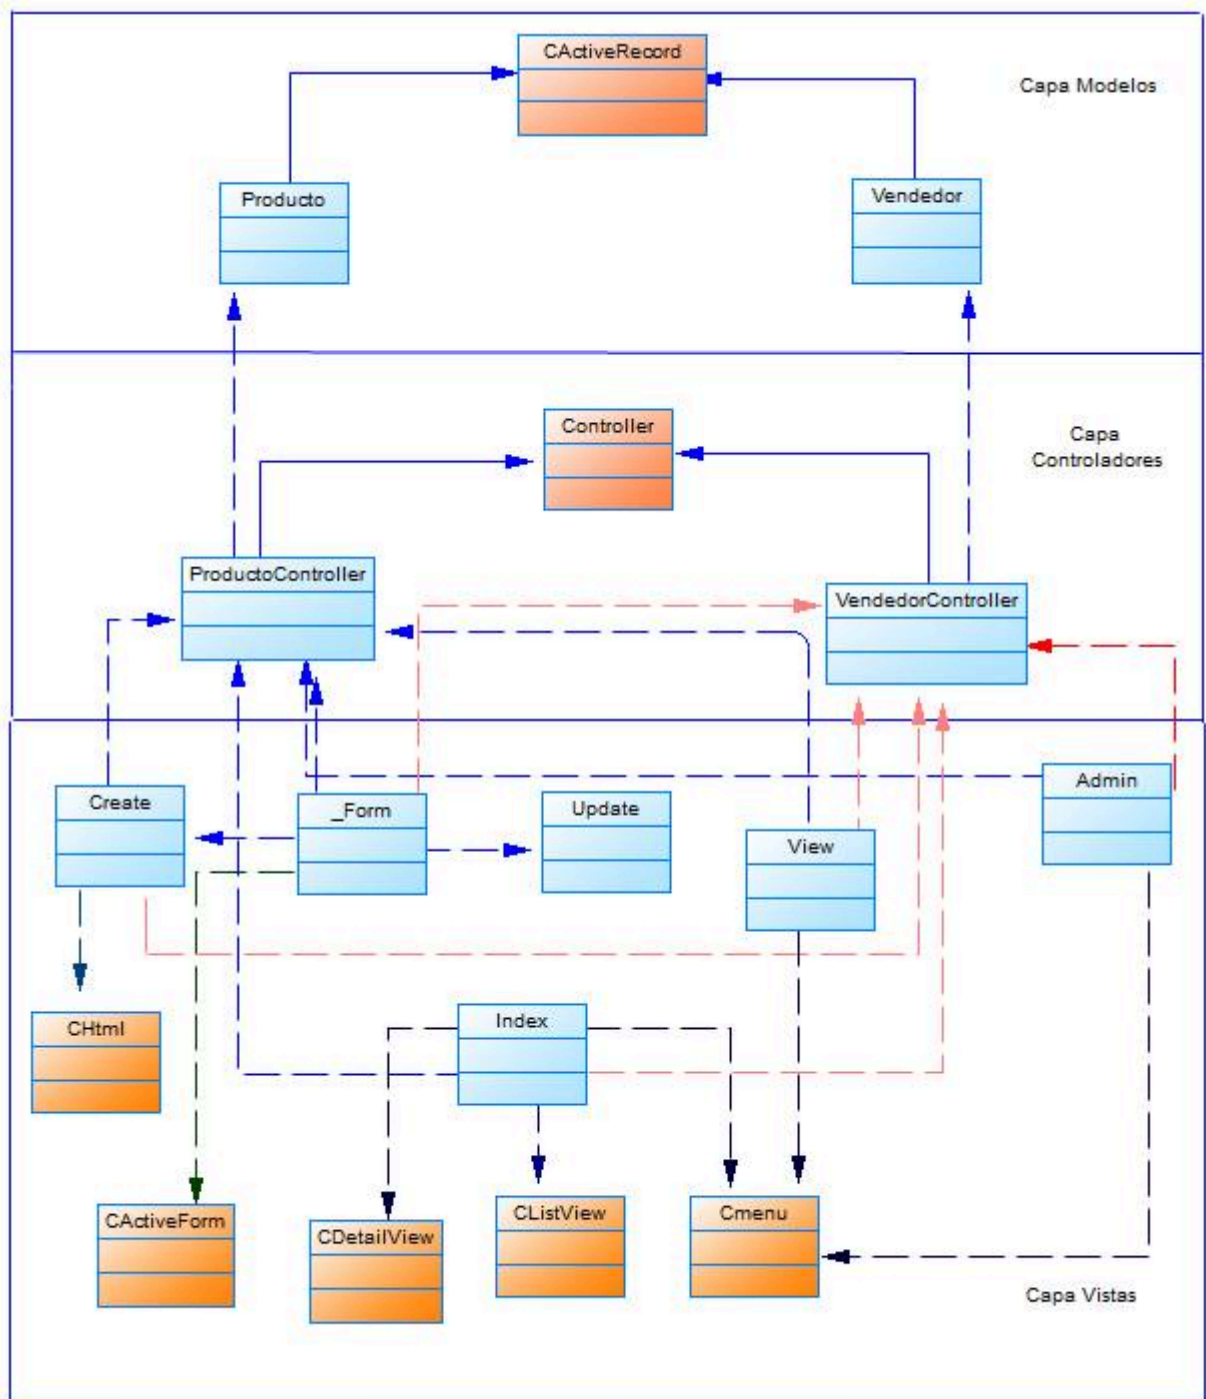 CActiveRecord
Capa Modelos
Producto
Vendedor
Controller
Capa
Controladores
ProductoController
VendedorController
Create
_Form
Update
View
Admin
CHtml
Index
CActiveForm
CDetailView
CListView
Cmenu
Capa Vistas